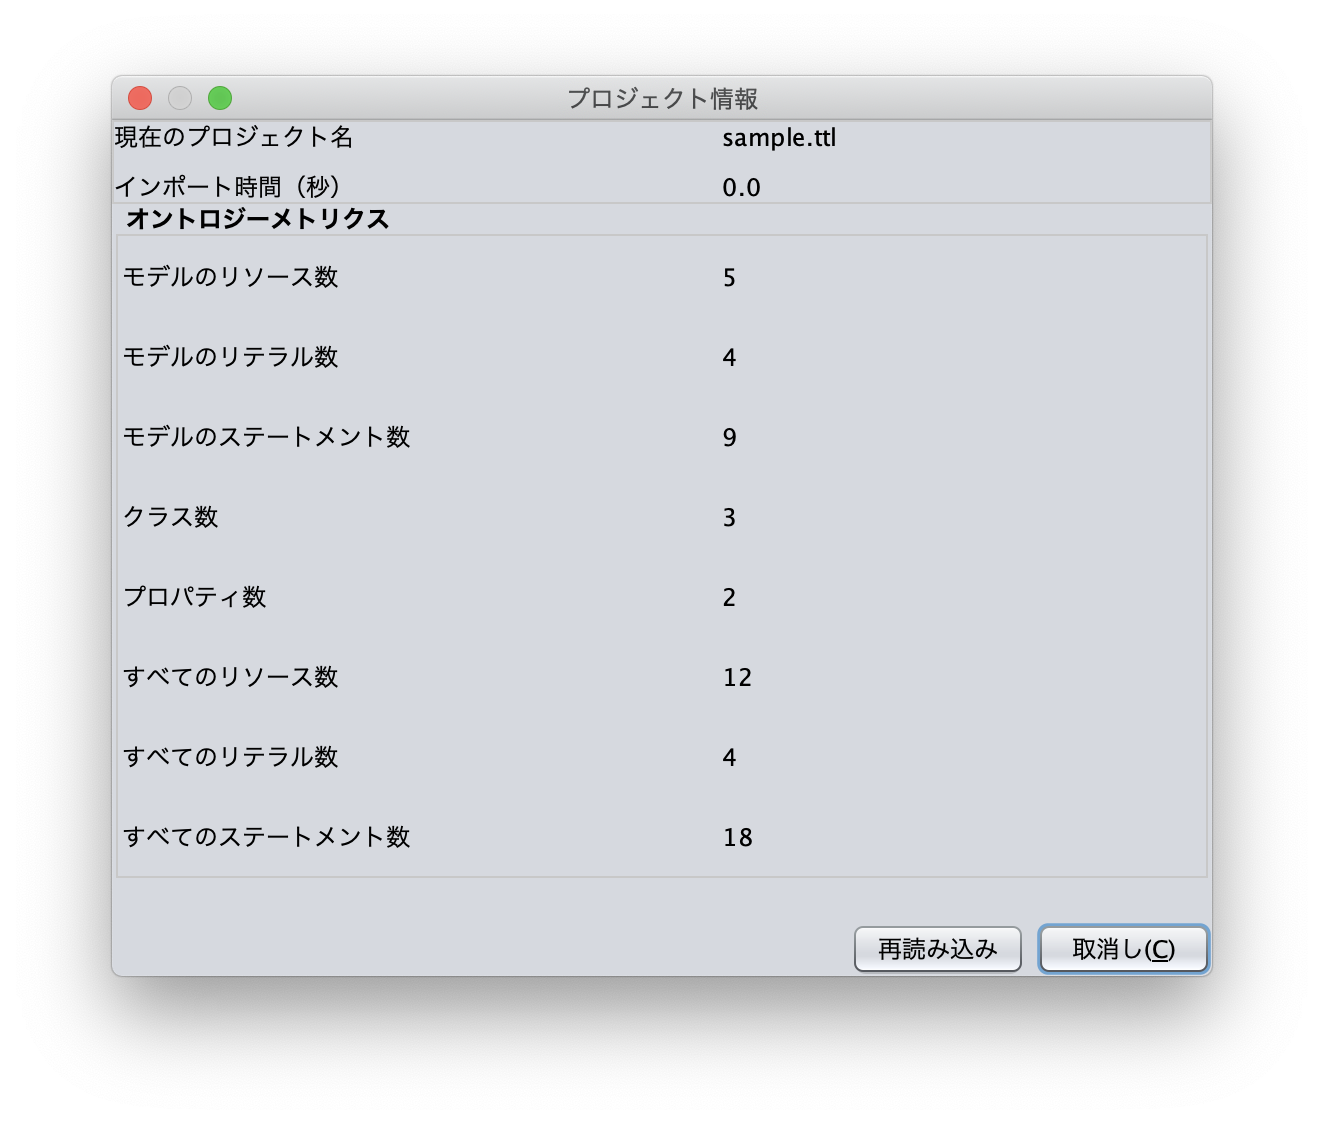 プロジェクト情報
現在のプロジェクト名 sample.ttl
インポート時間（秒） 0.0
オントロジーメトリクス
モデルのリソース数 5
モデルのリテラル数 4
モデルのステートメント数 9
クラス数 3
プロパティ数 2
すべてのリソース数 12
すべてのリテラル数 4
すべてのステートメント数 18
再読み込み 取消し(C)